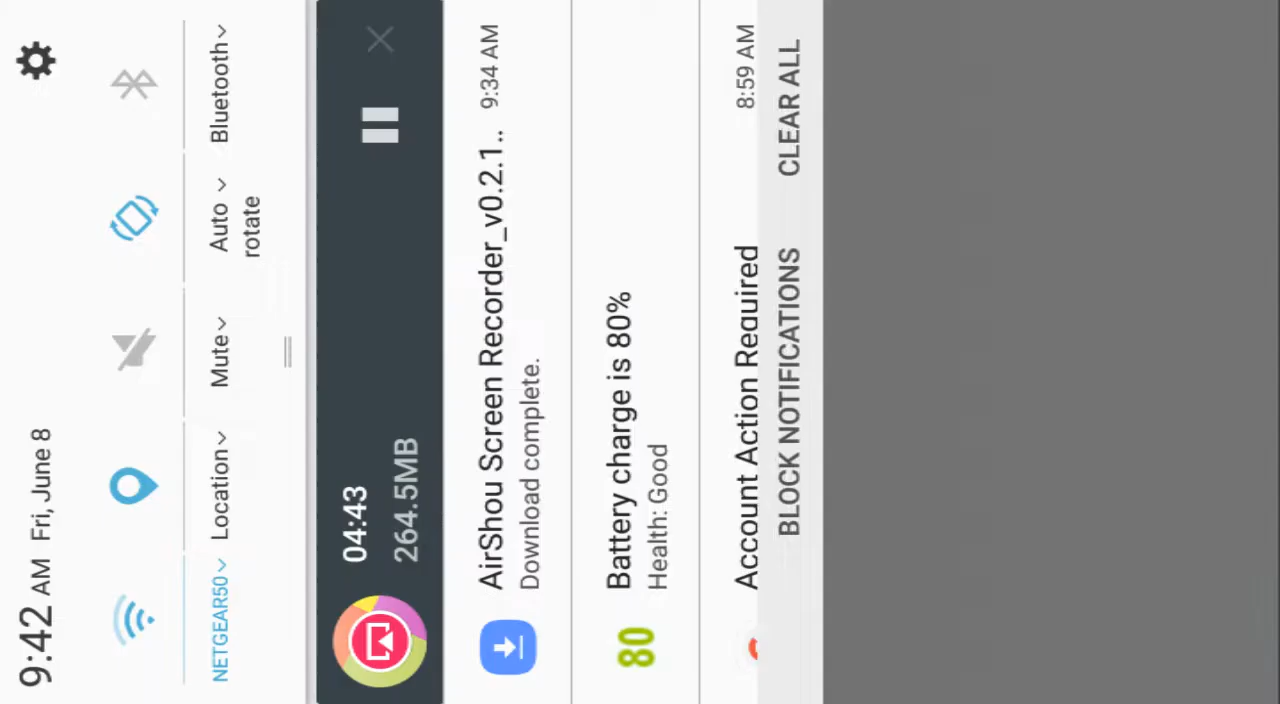 9:42 AM Fri, June 8
NETGEAR50
Location
Mute
Auto
rotate
Bluetooth
04:43
264.5MB
AirShou Screen Recorder_v0.2.1.. 9:34 AM
Download complete.
80
Battery charge is 80%
Health: Good
Account Action Required 8:59 AM
BLOCK NOTIFICATIONS CLEAR ALL